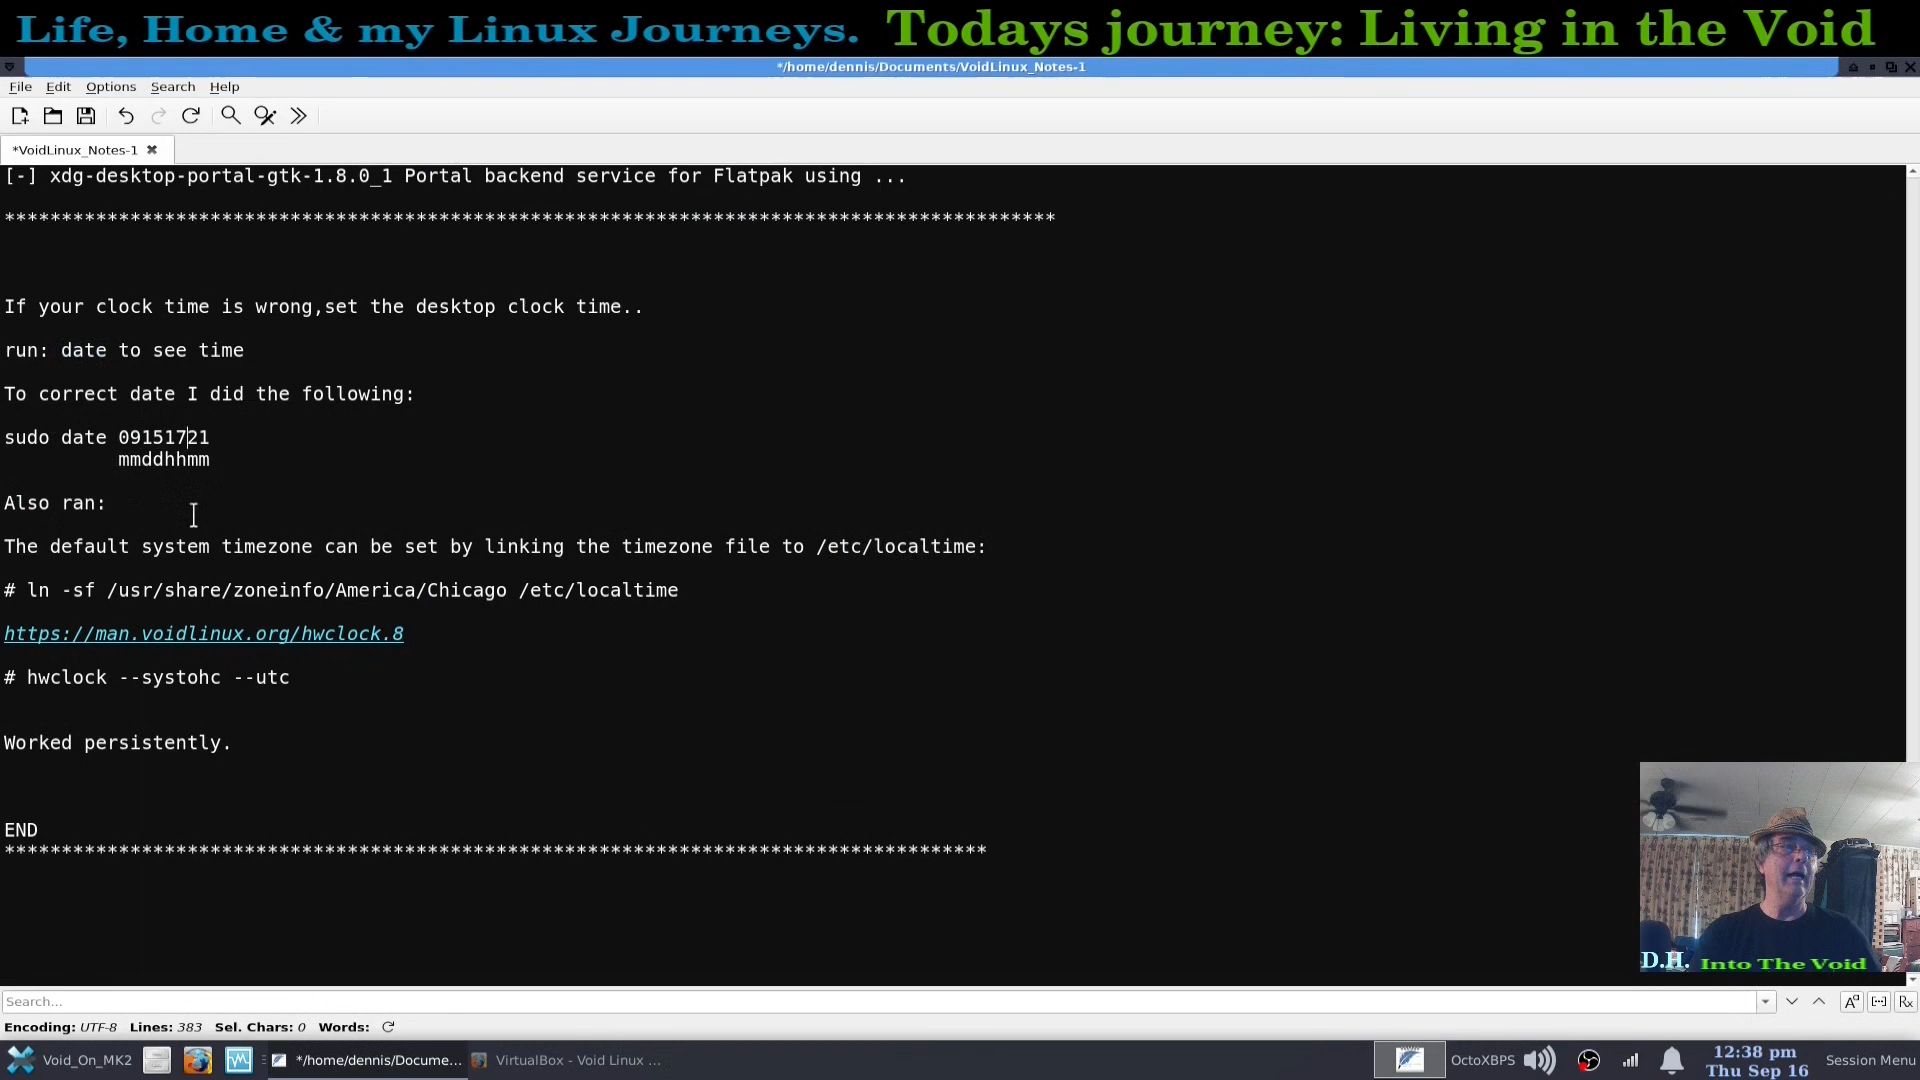 Life, Home & my Linux Journeys. Todays journey: Living in the Void
*/home/dennis/Documents/VoidLinux_Notes-1
File Edit Options Search Help
*VoidLinux_Notes-1
[-] xdg-desktop-portal-gtk-1.8.0_1 Portal backend service for Flatpak using ...
********************************************************************************************
If your clock time is wrong,set the desktop clock time..
run: date to see time
To correct date I did the following:
sudo date 09151721
mmddhhmm
Also ran:
The default system timezone can be set by linking the timezone file to /etc/localtime:
# ln -sf /usr/share/zoneinfo/America/Chicago /etc/localtime
https://man.voidlinux.org/hwclock.8
# hwclock --systohc --utc
Worked persistently.
END
**************************************************************************************
D.H. Into The Void
Search...
Encoding: UTF-8 Lines: 383 Sel. Chars: 0 Words:
Void_On_MK2 */home/dennis/Docume... VirtualBox - Void Linux ... OctoXBPS 12:38 pm Session Menu
Thu Sep 16